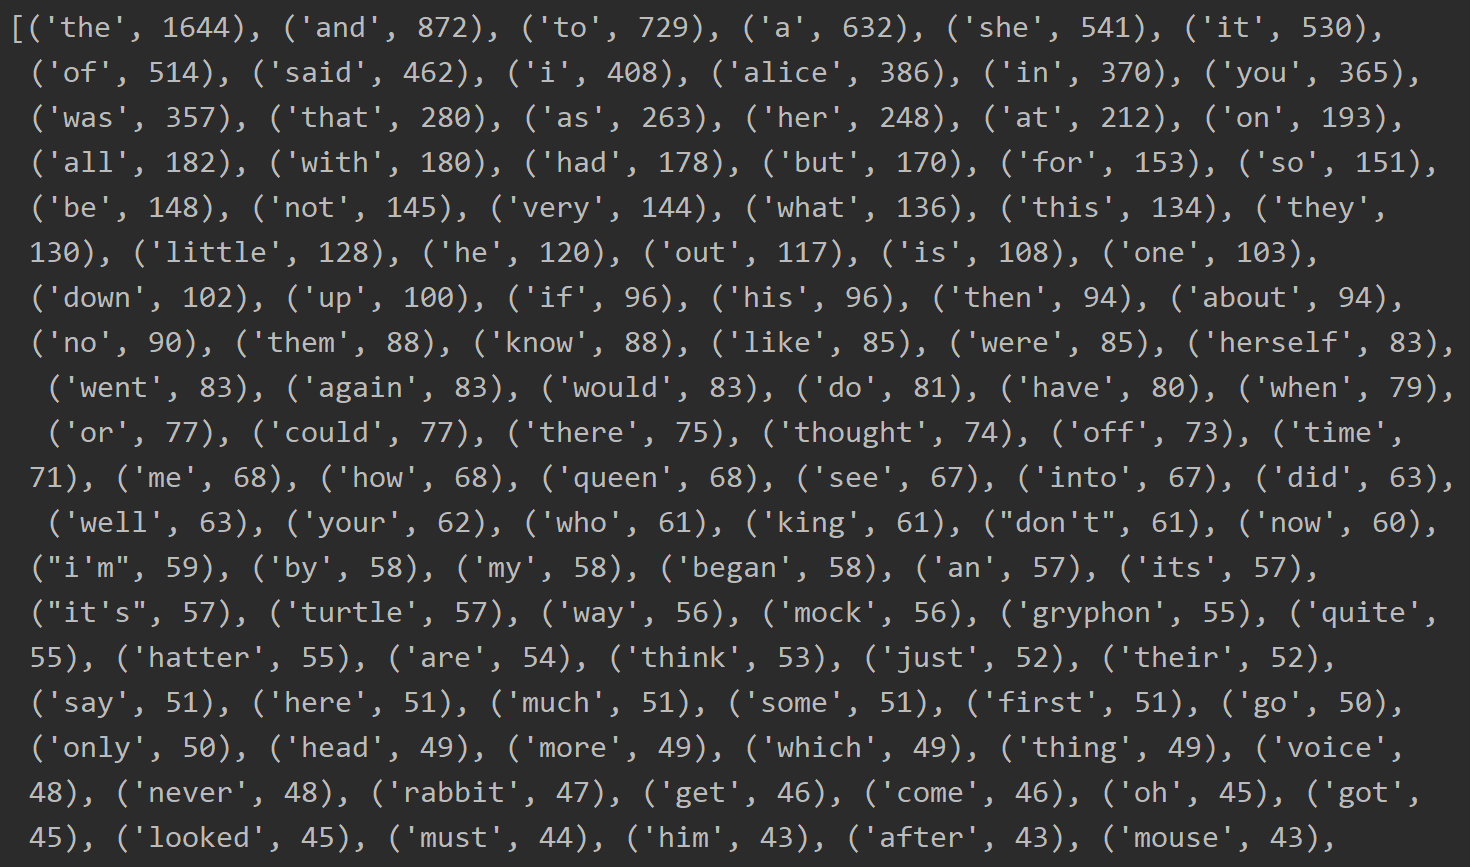 [('the', 1644), ('and', 872), ('to', 729), ('a', 632), ('she', 541), ('it', 530),
('of', 514), ('said', 462), ('i', 408), ('alice', 386), ('in', 370), ('you', 365),
('was', 357), ('that', 280), ('as', 263), ('her', 248), ('at', 212), ('on', 193),
('all', 182), ('with', 180), ('had', 178), ('but', 170), ('for', 153), ('so', 151),
('be', 148), ('not', 145), ('very', 144), ('what', 136), ('this', 134), ('they',
130), ('little', 128), ('he', 120), ('out', 117), ('is', 108), ('one', 103),
('down', 102), ('up', 100), ('if', 96), ('his', 96), ('then', 94), ('about', 94),
('no', 90), ('them', 88), ('know', 88), ('like', 85), ('were', 85), ('herself', 83),
('went', 83), ('again', 83), ('would', 83), ('do', 81), ('have', 80), ('when', 79),
('or', 77), ('could', 77), ('there', 75), ('thought', 74), ('off', 73), ('time',
71), ('me', 68), ('how', 68), ('queen', 68), ('see', 67), ('into', 67), ('did', 63),
('well', 63), ('your', 62), ('who', 61), ('king', 61), ("don't", 61), ('now', 60),
("i'm", 59), ('by', 58), ('my', 58), ('began', 58), ('an', 57), ('its', 57),
("it's", 57), ('turtle', 57), ('way', 56), ('mock', 56), ('gryphon', 55), ('quite',
55), ('hatter', 55), ('are', 54), ('think', 53), ('just', 52), ('their', 52),
('say', 51), ('here', 51), ('much', 51), ('some', 51), ('first', 51), ('go', 50),
('only', 50), ('head', 49), ('more', 49), ('which', 49), ('thing', 49), ('voice',
48), ('never', 48), ('rabbit', 47), ('get', 46), ('come', 46), ('oh', 45), ('got',
45), ('looked', 45), ('must', 44), ('him', 43), ('after', 43), ('mouse', 43),